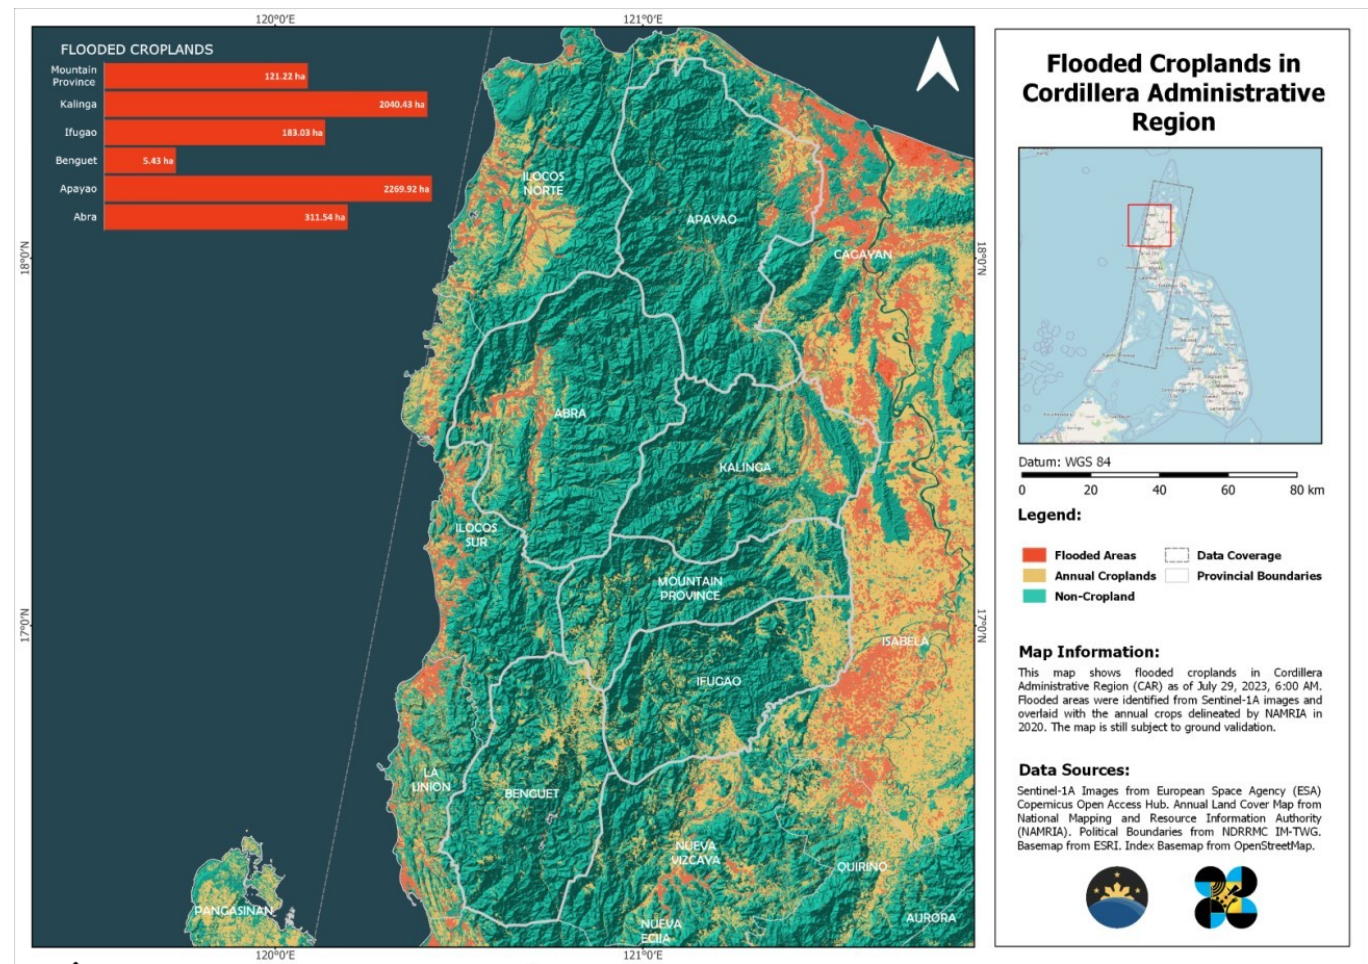 120°0'E
121°0'E
FLOODED CROPLANDS
Mountain
Province
121.22 ha
Kalinga
2040.43 ha
Ifugao
183.03 ha
Benguet
5.43 ha
Apayao
2269.92 ha
Abra
311.54 ha
18°0'N
17°0'N
ILOCOS
NORTE
APAYAO
CAGAYAN
ABRA
KALINGA
ILOCOS
SUR
MOUNTAIN
PROVINCE
ISABELA
IFUGAO
LA
UNION
BENGUET
NUEVA
VIZCAYA
QUIRINO
PANGASINAN
NUEVA
ECIJA
AURORA
18°0'N
17°0'N
120°0'E
121°0'E
Flooded Croplands in
Cordillera Administrative
Region
Datum: WGS 84
0 20 40 60 80 km
Legend:
Flooded Areas
Data Coverage
Annual Croplands
Provincial Boundaries
Non-Cropland
Map Information:
This map shows flooded croplands in Cordillera
Administrative Region (CAR) as of July 29, 2023, 6:00 AM.
Flooded areas were identified from Sentinel-1A images and
overlaid with the annual crops delineated by NAMRIA in
2020. The map is still subject to ground validation.
Data Sources:
Sentinel-1A Images from European Space Agency (ESA)
Copernicus Open Access Hub. Annual Land Cover Map from
National Mapping and Resource Information Authority
(NAMRIA). Political Boundaries from NDRRMC IM-TWG.
Basemap from ESRI. Index Basemap from OpenStreetMap.